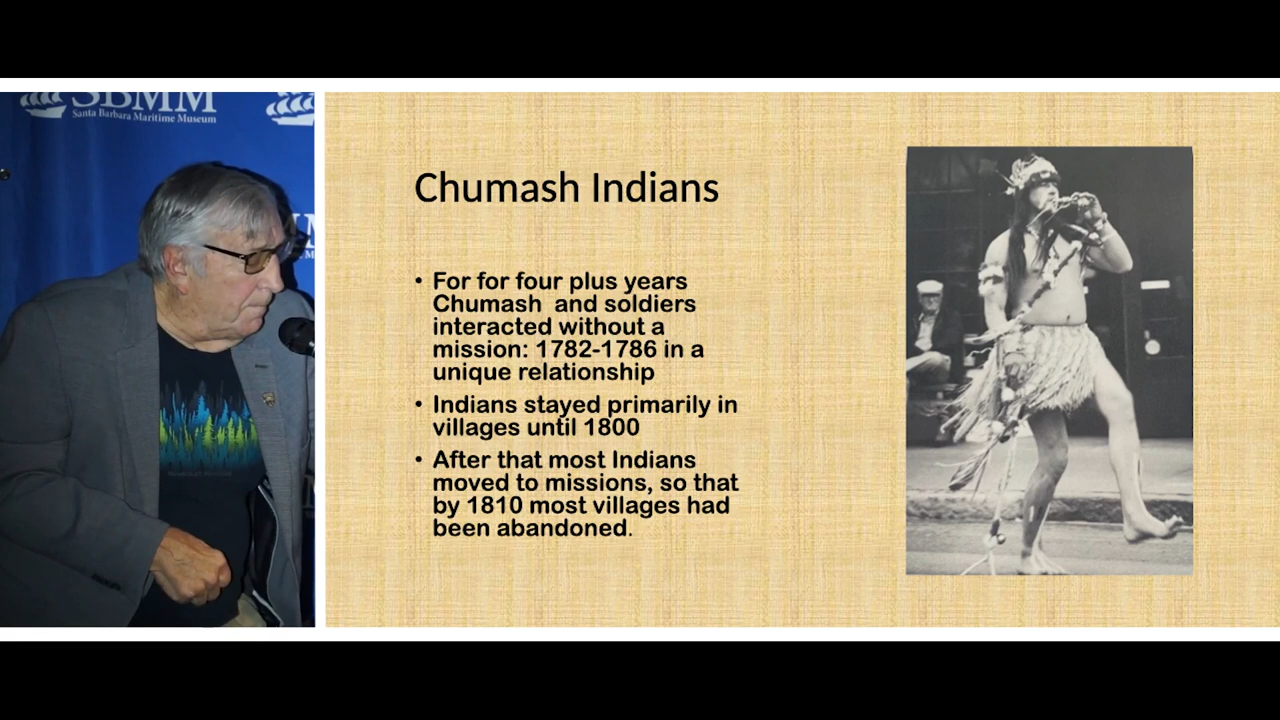 SBMM
Santa Barbara Maritime Museum
Chumash Indians
• For for four plus years
Chumash and soldiers
interacted without a
mission: 1782-1786 in a
unique relationship
• Indians stayed primarily in
villages until 1800
• After that most Indians
moved to missions, so that
by 1810 most villages had
been abandoned.